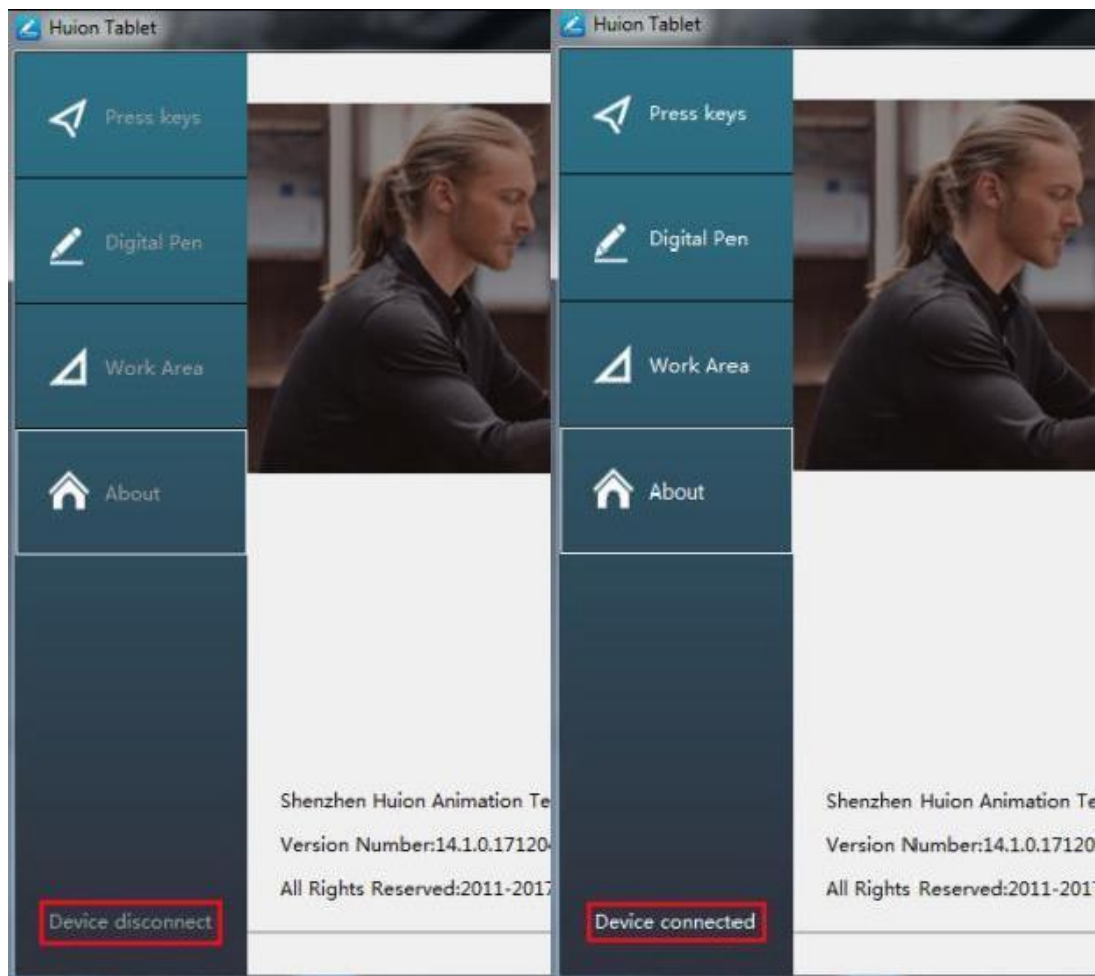 Huion Tablet
Press keys
Digital Pen
Work Area
About
Shenzhen Huion Animation Te
Version Number:14.1.0.17120
All Rights Reserved:2011-2017
Device disconnect
Huion Tablet
Press keys
Digital Pen
Work Area
About
Shenzhen Huion Animation Te
Version Number:14.1.0.17120
All Rights Reserved:2011-201
Device connected